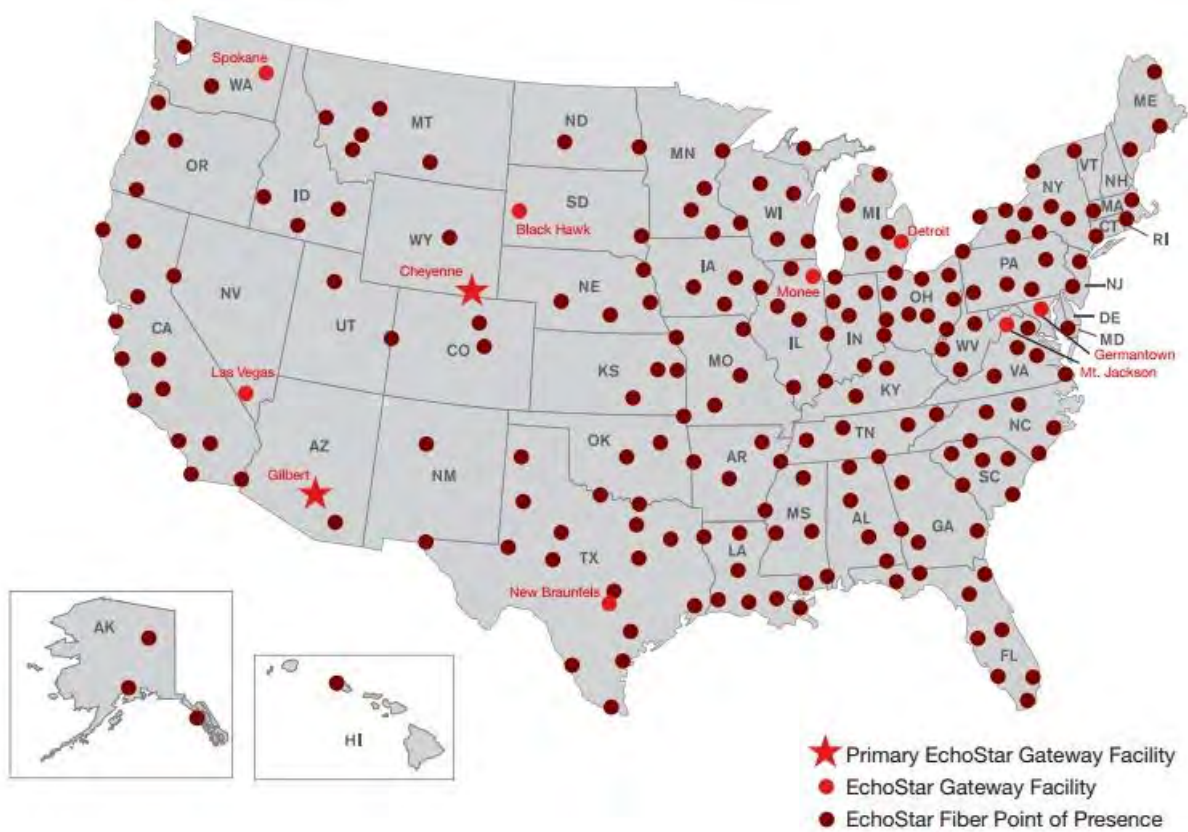 Spokane
WA
MT
ND
MN
ME
VT
NH
NY
MA
CT
RI
OR
ID
SD
WI
MI
Black Hawk
Detroit
WY
Cheyenne
IA
PA
NJ
NE
Monee
OH
NV
UT
CO
CA
IL
IN
WV
DE
MD
Germantown
Mt. Jackson
VA
KS
MO
KY
Las Vegas
AZ
NM
OK
AR
TN
NC
SC
Gilbert
MS
AL
GA
TX
LA
New Braunfels
FL
AK
HI
Primary EchoStar Gateway Facility
EchoStar Gateway Facility
EchoStar Fiber Point of Presence